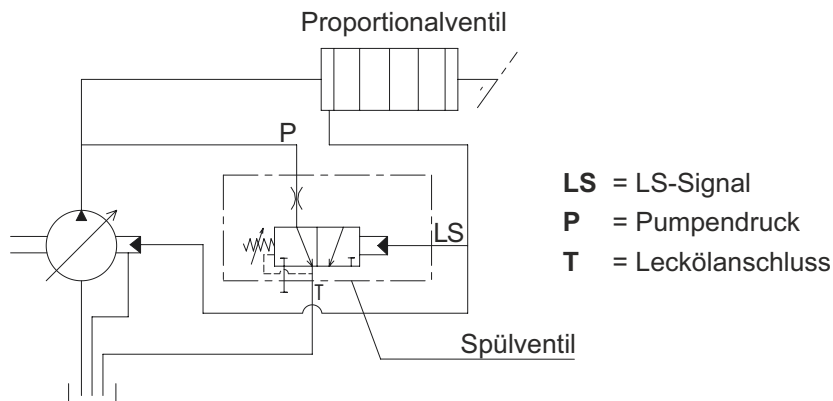 Proportionalventil
P
LS
T
Spülventil
LS = LS-Signal
P = Pumpendruck
T = Leckölanschluss